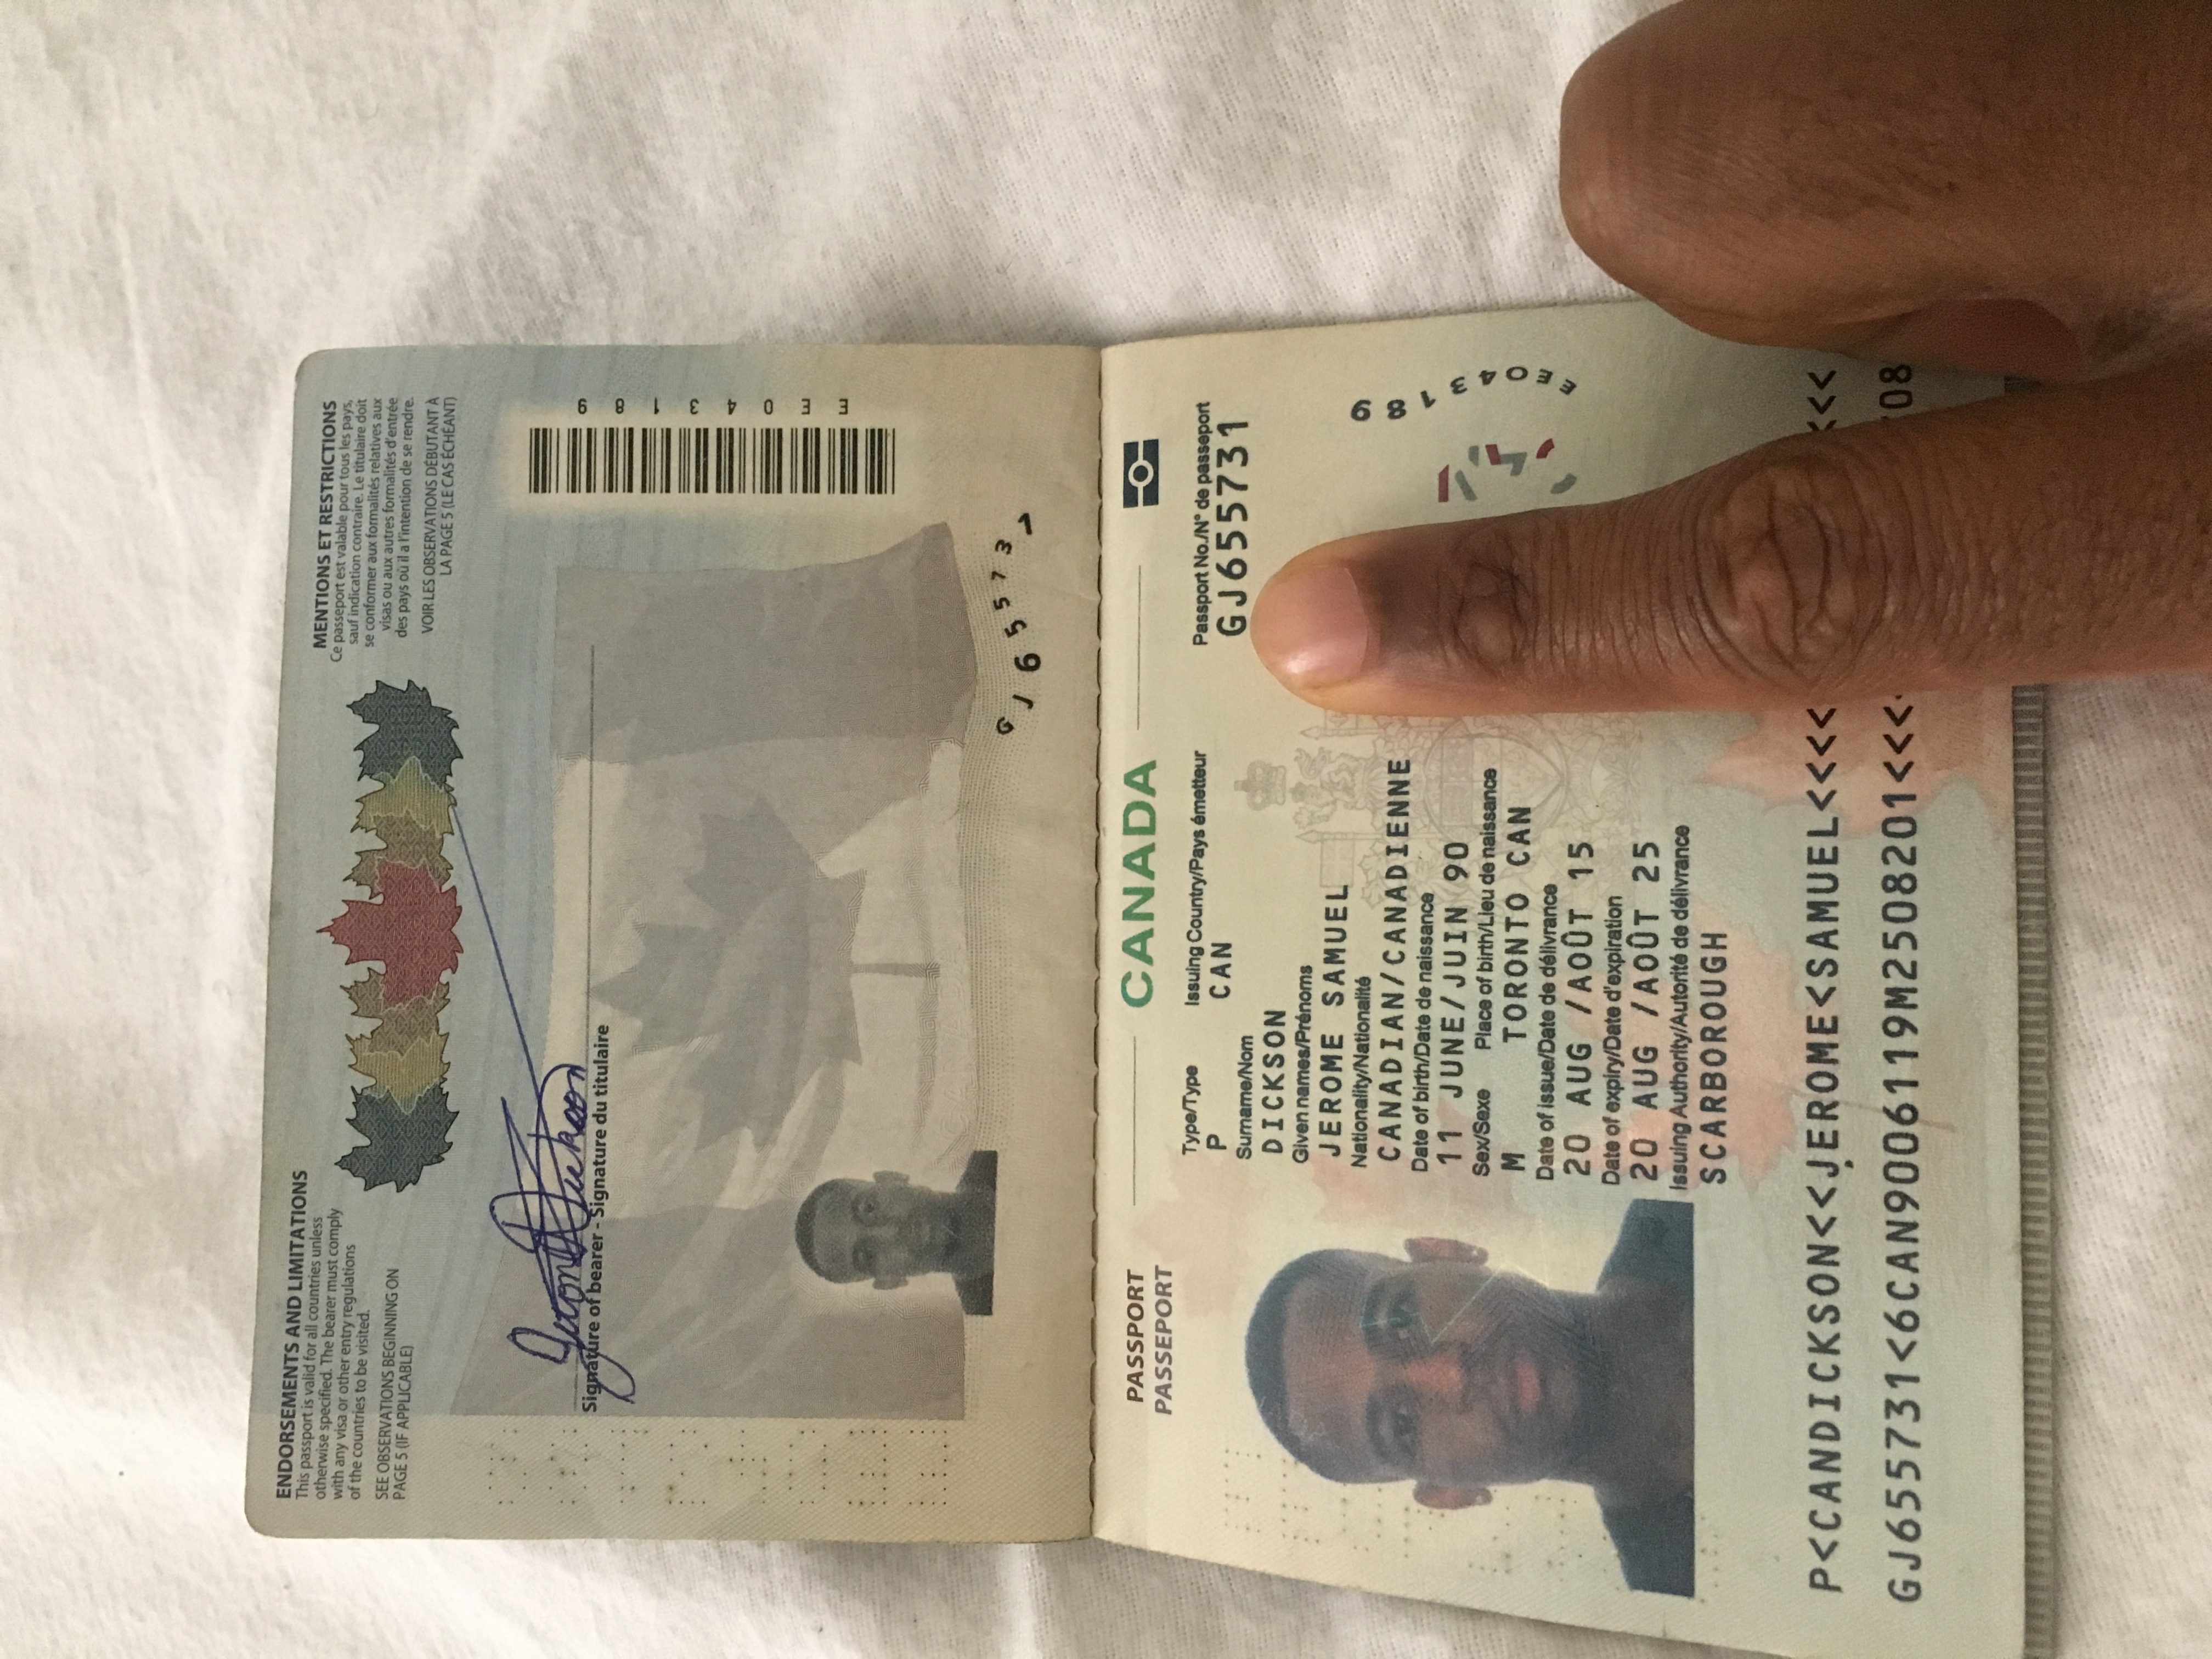 ENDORSEMENTS AND LIMITATIONS
This passport is valid for all countries unless
otherwise specified. The bearer must comply
with any visa or other entry regulations
of the countries to be visited.
SEE OBSERVATIONS BEGINNING ON
PAGE 5 (IF APPLICABLE)
MENTIONS ET RESTRICTIONS
Ce passeport est valable pour tous les pays,
sauf indication contraire. Le titulaire doit
se conformer aux formalités relatives aux
visas ou aux autres formalités d'entrée
des pays où il a l'intention de se rendre.
VOIR LES OBSERVATIONS DÉBUTANT À
LA PAGE 5 (LE CAS ÉCHÉANT)
Signature of bearer - Signature du titulaire
EE043189
GJ655731
PASSPORT
PASSEPORT
CANADA
Type/Type
P
Issuing Country/Pays émetteur
CAN
Passport No./N° de passeport
GJ655731
Surname/Nom
DICKSON
Given names/Prénoms
JEROME SAMUEL
Nationality/Nationalité
CANADIAN/CANADIENNE
Date of birth/Date de naissance
11 JUNE/JUIN 90
Sex/Sexe
M
Place of birth/Lieu de naissance
TORONTO CAN
Date of issue/Date de délivrance
20 AUG /AOÛT 15
Date of expiry/Date d'expiration
20 AUG /AOÛT 25
Issuing Authority/Autorité de délivrance
SCARBOROUGH
EE043189
P<CANDICKSON<<JEROME<SAMUEL<<<< <<<
GJ655731<6CAN9006119M2508201<<<< 08